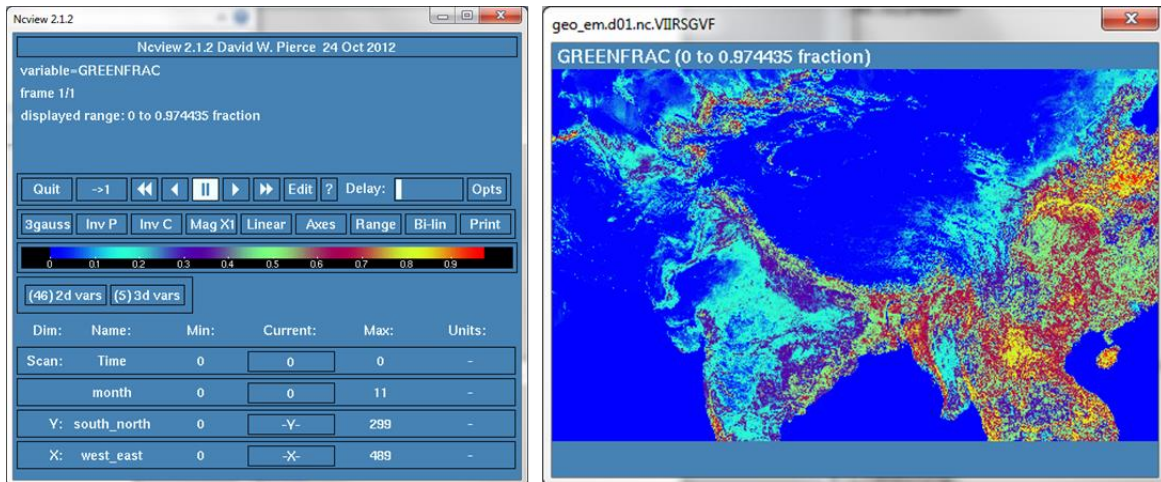 Ncview 2.1.2
Ncview 2.1.2 David W. Pierce 24 Oct 2012
variable=GREENFRAC
frame 1/1
displayed range: 0 to 0.974435 fraction
Quit ->1 Edit ? Delay: Opts
3gauss Inv P Inv C Mag X1 Linear Axes Range Bi-lin Print
0 0.1 0.2 0.3 0.4 0.5 0.6 0.7 0.8 0.9
(46) 2d vars (5) 3d vars
Dim: Name: Min: Current: Max: Units:
Scan: Time 0 0 0 -
month 0 0 11 -
Y: south_north 0 -Y- 299 -
X: west_east 0 -X- 489 -
geo_em.d01.nc.VIIRSGVF
GREENFRAC (0 to 0.974435 fraction)